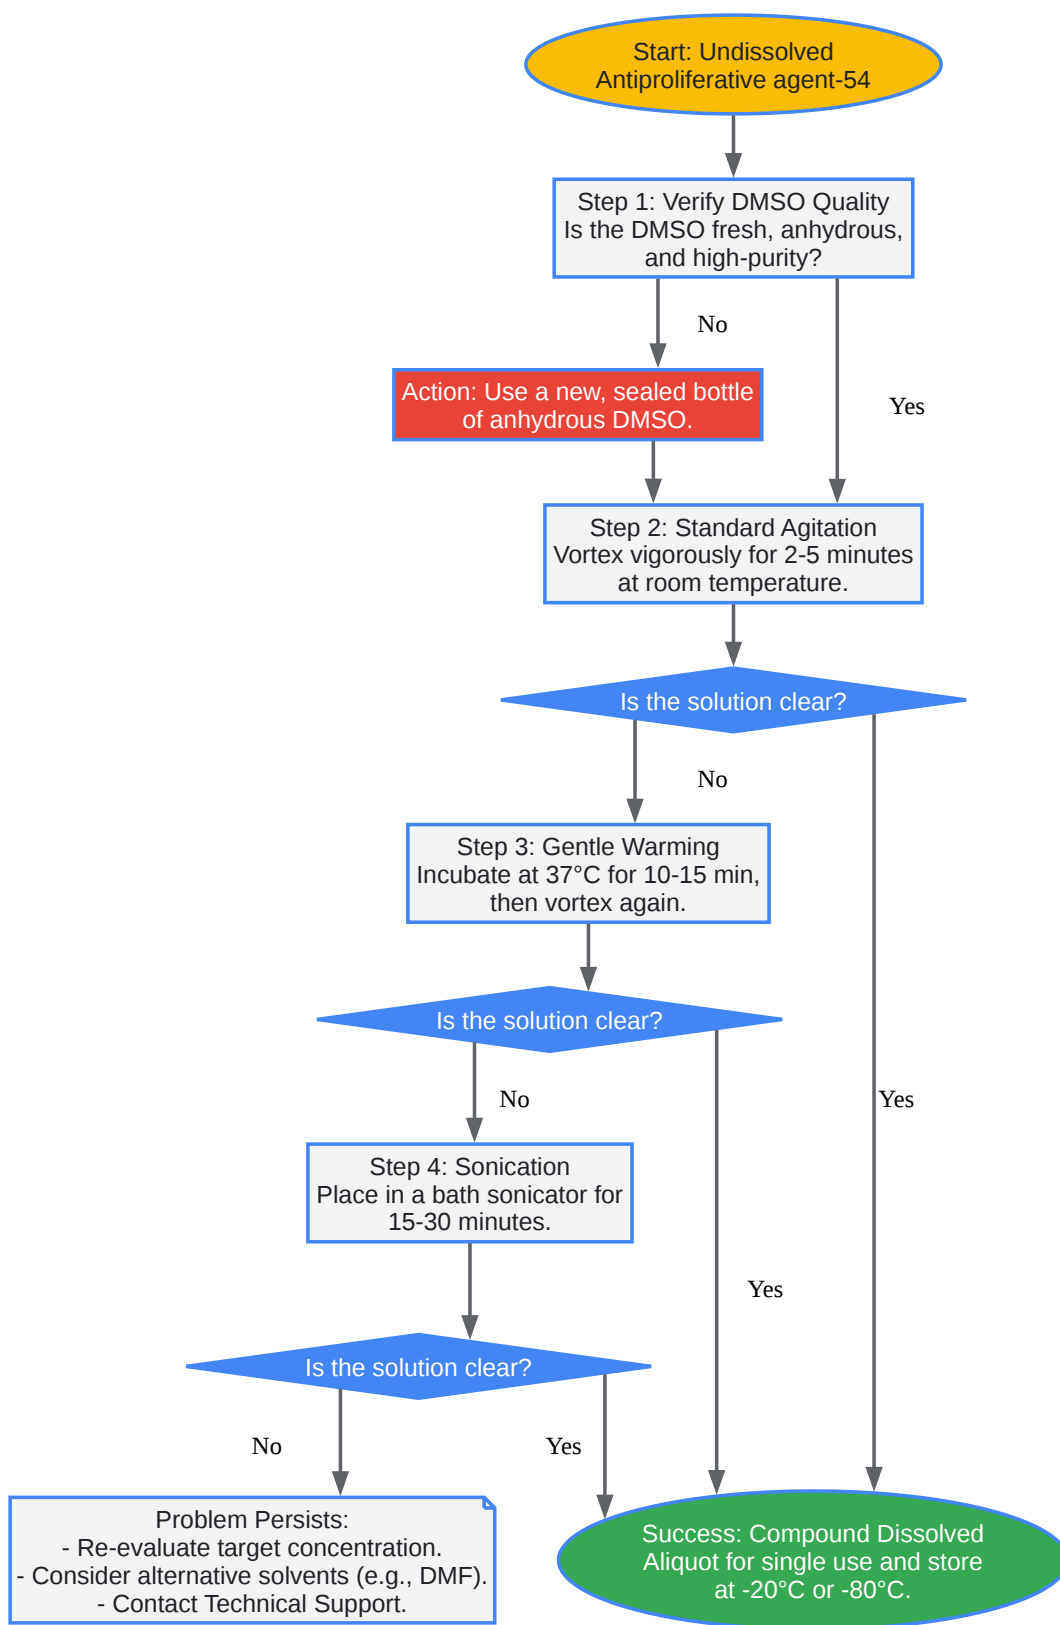 Start: Undissolved
Antiproliferative agent-54
Step 1: Verify DMSO Quality
Is the DMSO fresh, anhydrous,
and high-purity?
No
Yes
Action: Use a new, sealed bottle
of anhydrous DMSO.
Step 2: Standard Agitation
Vortex vigorously for 2-5 minutes
at room temperature.
Is the solution clear?
No
Step 3: Gentle Warming
Incubate at 37°C for 10-15 min,
then vortex again.
Is the solution clear?
No
Yes
Step 4: Sonication
Place in a bath sonicator for
15-30 minutes.
Yes
Is the solution clear?
No
Yes
Problem Persists:
- Re-evaluate target concentration.
- Consider alternative solvents (e.g., DMF).
- Contact Technical Support.
Success: Compound Dissolved
Aliquot for single use and store
at -20°C or -80°C.